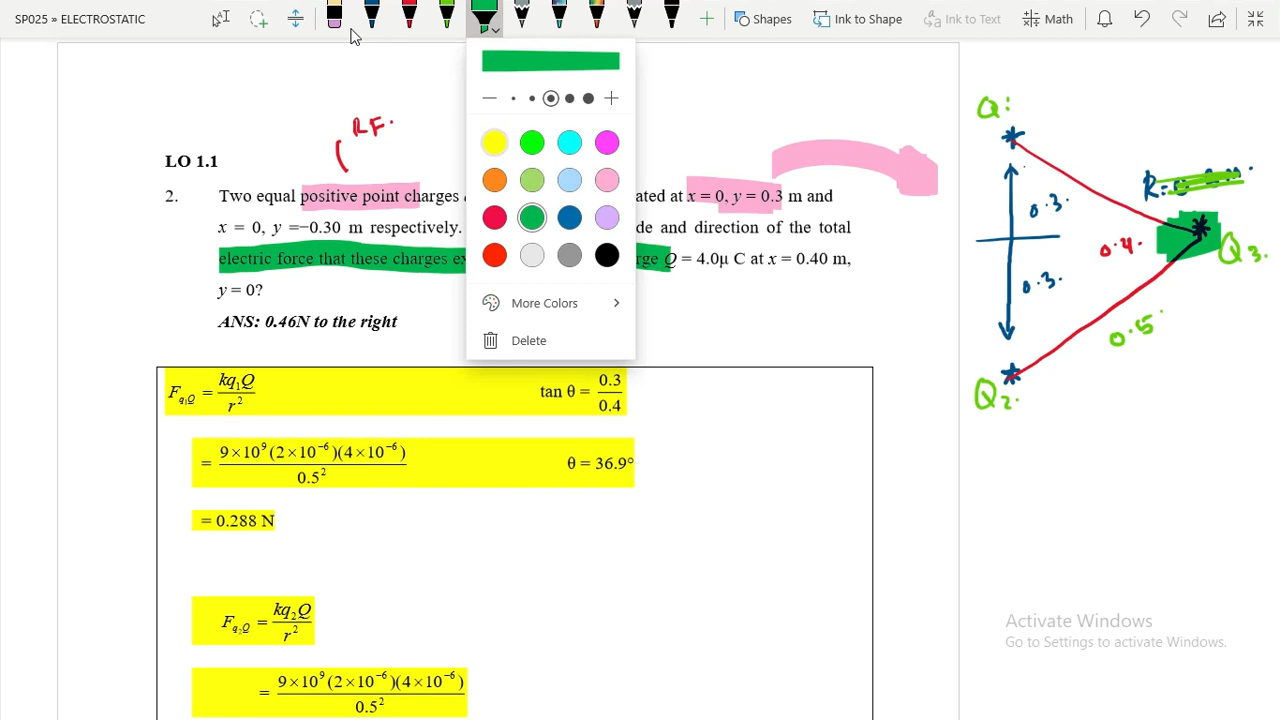 SP025 » ELECTROSTATIC
Shapes
Ink to Shape
Ink to Text
Math
More Colors
Delete
RF.
LO 1.1
2. Two equal positive point charges ated at x = 0, y = 0.3 m and
x = 0, y =−0.30 m respectively. de and direction of the total
electric force that these charges ex rge Q = 4.0μ C at x = 0.40 m,
y = 0?
ANS: 0.46N to the right
F_{q₁Q} = kq₁Q / r² tan θ = 0.3 / 0.4
= 9×10⁹(2×10⁻⁶)(4×10⁻⁶) / 0.5² θ = 36.9°
= 0.288 N
F_{q₂Q} = kq₂Q / r²
= 9×10⁹(2×10⁻⁶)(4×10⁻⁶) / 0.5²
0.3.
0.4.
Q3.
0.3.
0.5
Q2.
Activate Windows
Go to Settings to activate Windows.